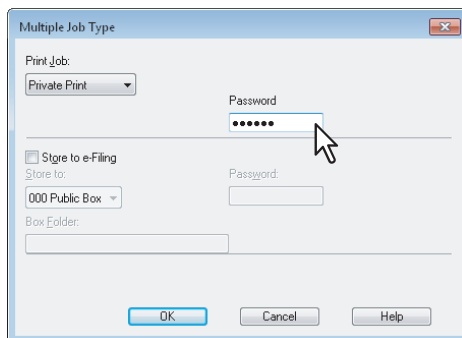 Multiple Job Type
Print Job:
Private Print
Password
••••••
Store to e-Filing
Store to:
Password:
000 Public Box
Box Folder:
OK Cancel Help